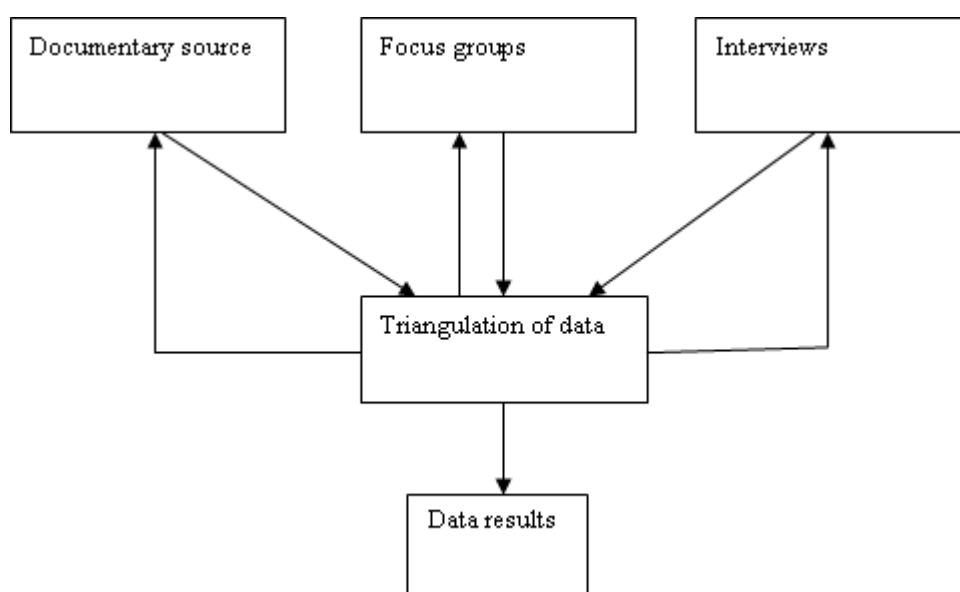 Documentary source
Focus groups
Interviews
Triangulation of data
Data results